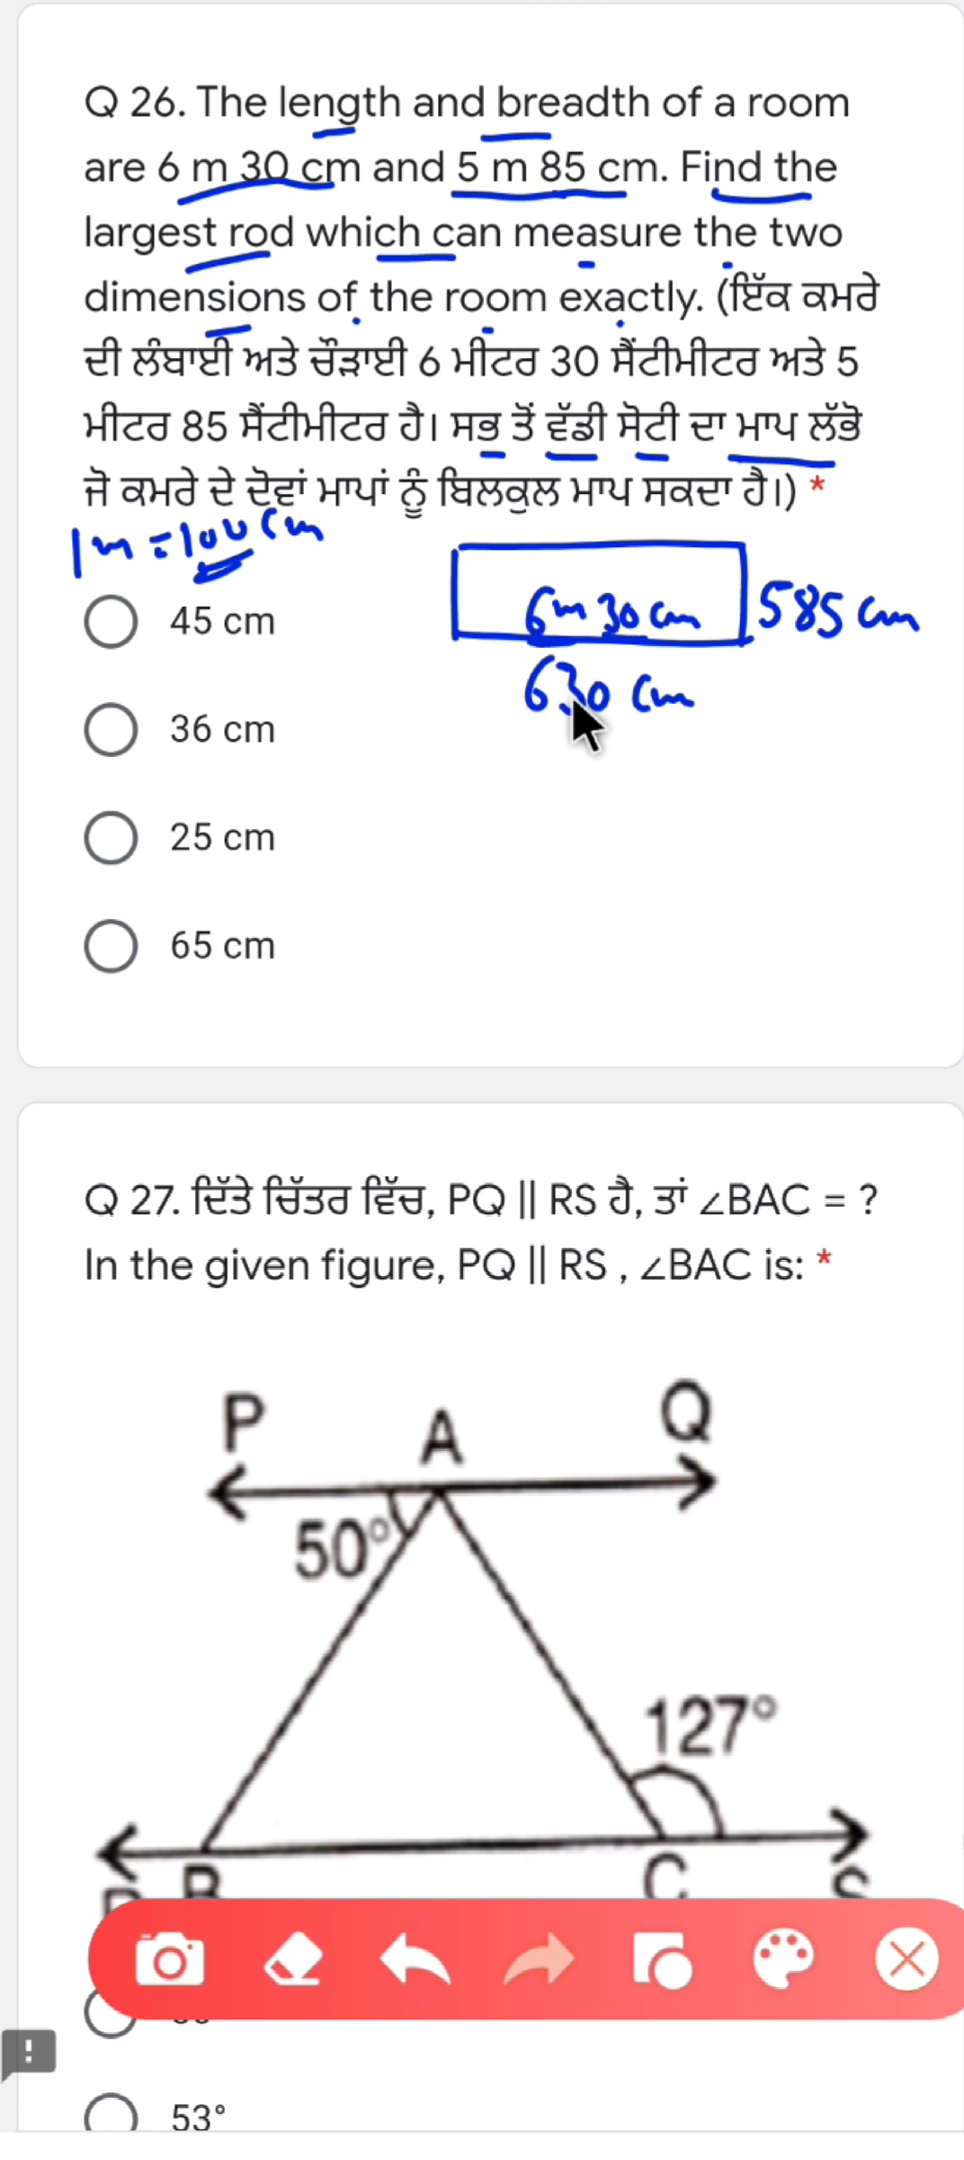 Q 26. The length and breadth of a room
are 6 m 30 cm and 5 m 85 cm. Find the
largest rod which can measure the two
dimensions of the room exactly. (ਇੱਕ ਕਮਰੇ
ਦੀ ਲੰਬਾਈ ਅਤੇ ਚੌੜਾਈ 6 ਮੀਟਰ 30 ਸੈਂਟੀਮੀਟਰ ਅਤੇ 5
ਮੀਟਰ 85 ਸੈਂਟੀਮੀਟਰ ਹੈ। ਸਭ ਤੋਂ ਵੱਡੀ ਸੋਟੀ ਦਾ ਮਾਪ ਲੱਭੋ
ਜੋ ਕਮਰੇ ਦੇ ਦੋਵਾਂ ਮਾਪਾਂ ਨੂੰ ਬਿਲਕੁਲ ਮਾਪ ਸਕਦਾ ਹੈ।) *
1m = 100 cm
6m 30 cm 585 cm
45 cm
630 cm
36 cm
25 cm
65 cm
Q 27. ਦਿੱਤੇ ਚਿੱਤਰ ਵਿੱਚ, PQ || RS ਹੈ, ਤਾਂ ∠BAC = ?
In the given figure, PQ || RS , ∠BAC is: *
P A Q
50°
127°
B C S
53°